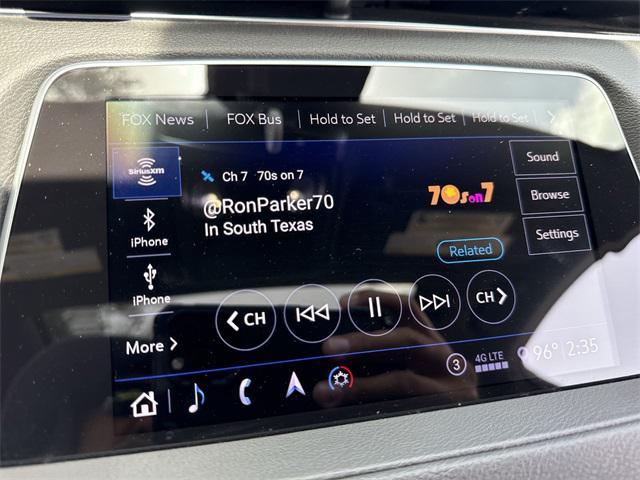 FOX News FOX Bus Hold to Set Hold to Set Hold to Set
SiriusXM
Ch 7 70s on 7
@RonParker70
In South Texas
70s on 7
Sound
Browse
Settings
iPhone
iPhone
Related
CH CH
More
3 4G LTE 96° 2:35